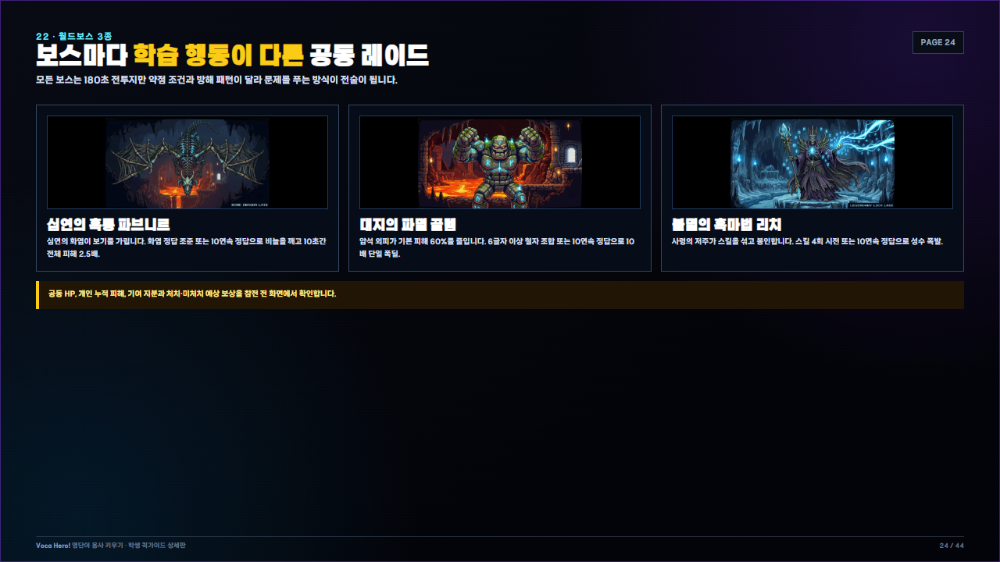 22 · 월드보스 3종
보스마다 학습 행동이 다른 공동 레이드
PAGE 24
모든 보스는 180초 전투지만 약점 조건과 방해 패턴이 달라 문제를 푸는 방식이 전술이 됩니다.
BONE DRAGON LAIR
LEGENDARY LICH LAIR
심연의 흑룡 파브니르
심연의 화염이 보기를 가립니다. 화염 정답 조준 또는 10연속 정답으로 비늘을 깨고 10초간
전체 피해 2.5배.
대지의 파멸 골렘
암석 외피가 기본 피해 60%를 줄입니다. 6글자 이상 철자 조합 또는 10연속 정답으로 10
배 단일 폭딜.
불멸의 흑마법 리치
사령의 저주가 스킬을 섞고 봉인합니다. 스킬 4회 시전 또는 10연속 정답으로 성수 폭발.
공동 HP, 개인 누적 피해, 기여 지분과 처치·미처치 예상 보상을 참전 전 화면에서 확인합니다.
Voca Hero! 영단어 용사 키우기 · 학생 퀵가이드 상세판
24 / 44